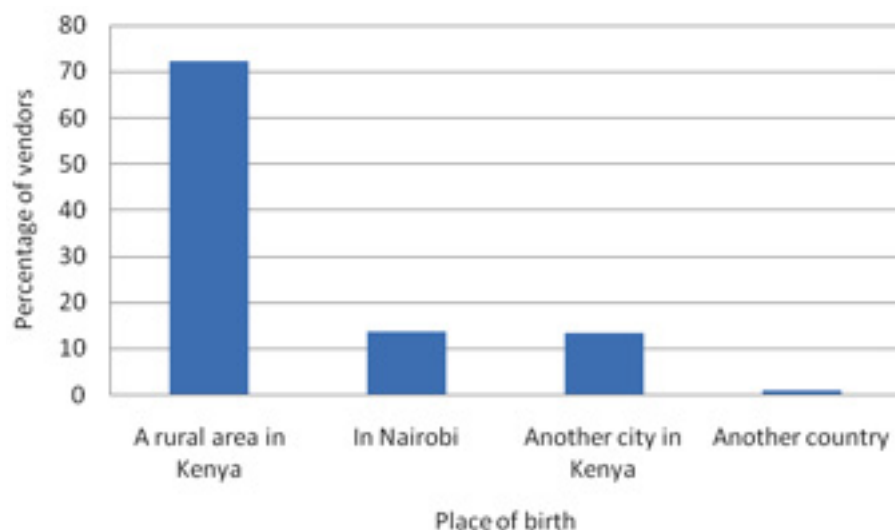 80
70
60
50
40
30
20
10
0
Percentage of vendors
A rural area in
Kenya
In Nairobi
Another city in
Kenya
Another country
Place of birth